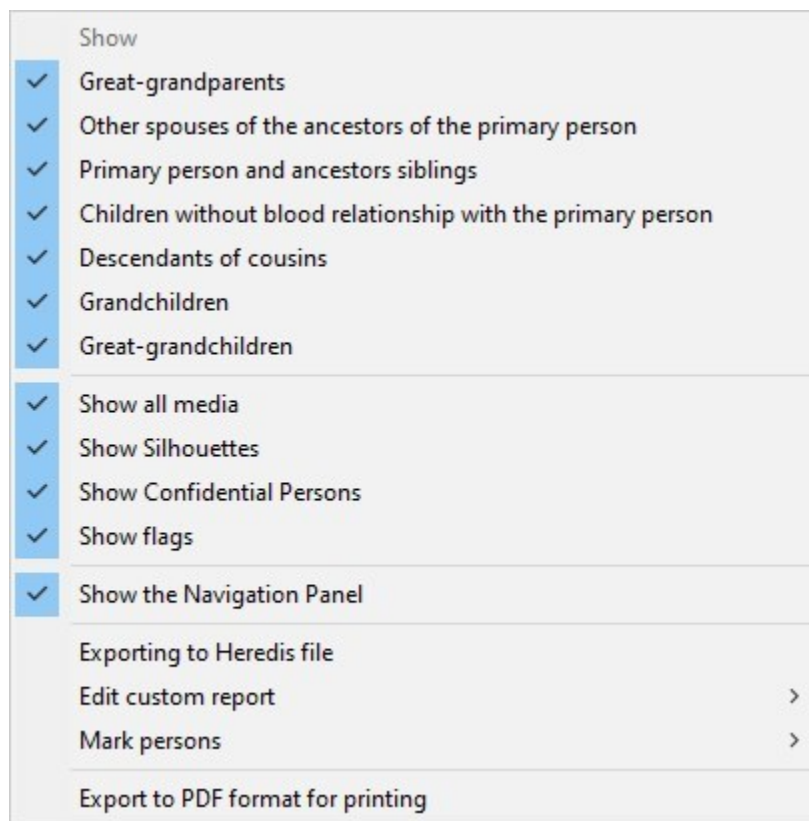 Show
Great-grandparents
Other spouses of the ancestors of the primary person
Primary person and ancestors siblings
Children without blood relationship with the primary person
Descendants of cousins
Grandchildren
Great-grandchildren
Show all media
Show Silhouettes
Show Confidential Persons
Show flags
Show the Navigation Panel
Exporting to Heredis file
Edit custom report
Mark persons
Export to PDF format for printing